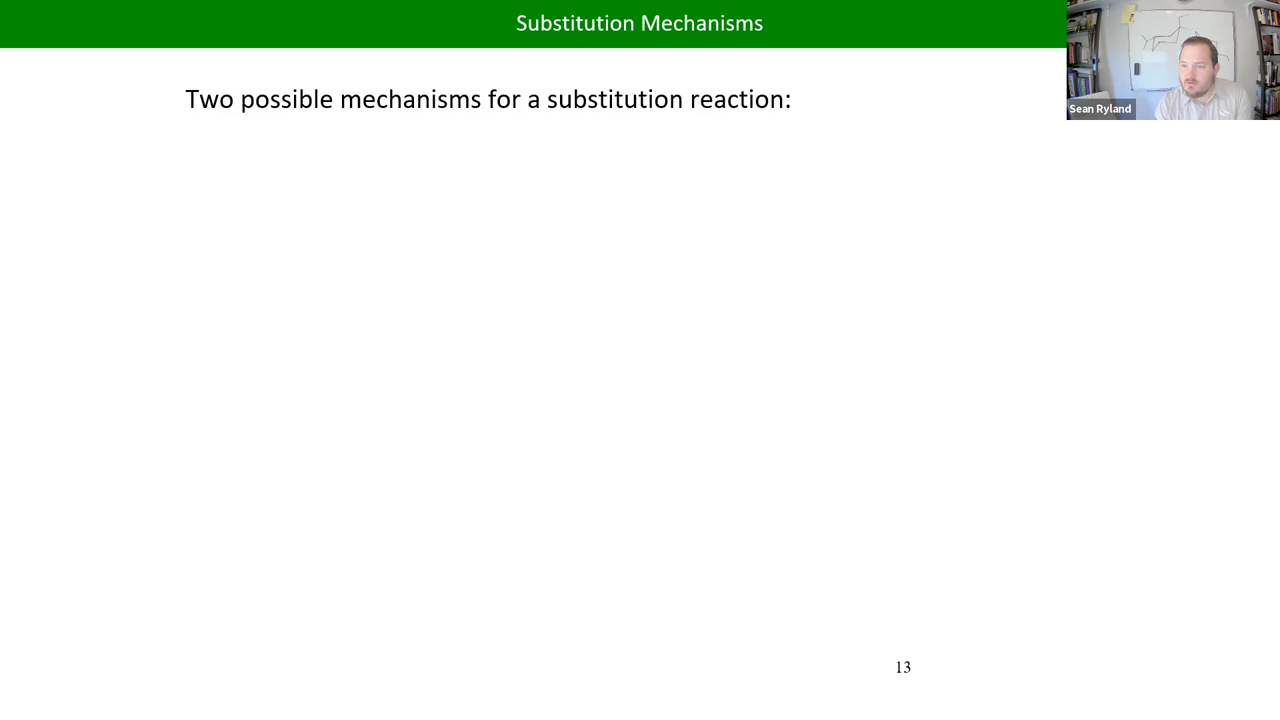 Substitution Mechanisms
Sean Ryland
Two possible mechanisms for a substitution reaction:
13